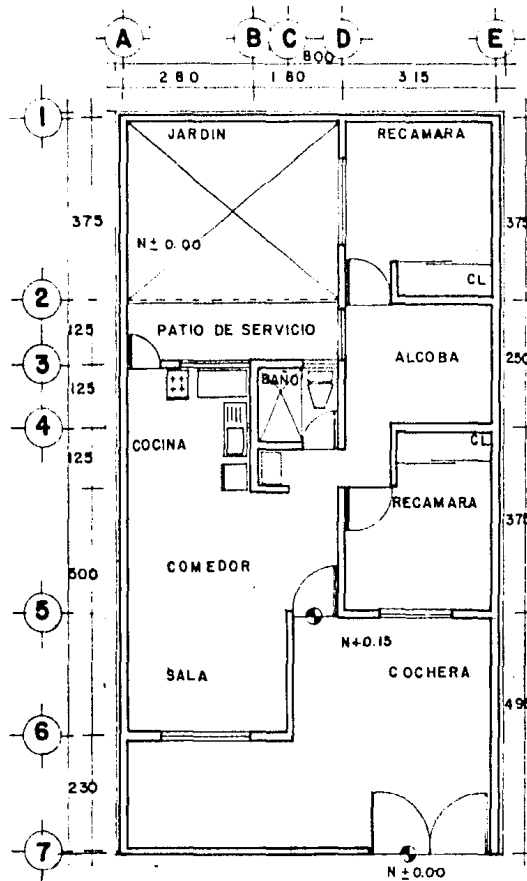 A B C D E
800
280 180 315
1
JARDIN RECAMARA
375 375
N ± 0.00
CL
2
125 PATIO DE SERVICIO
250
3 ALCOBA
BAÑO
125
4
CL
COCINA
125
RECAMARA
375
COMEDOR
500
5
N+0.15
SALA COCHERA
495
6
230
7
N ± 0.00